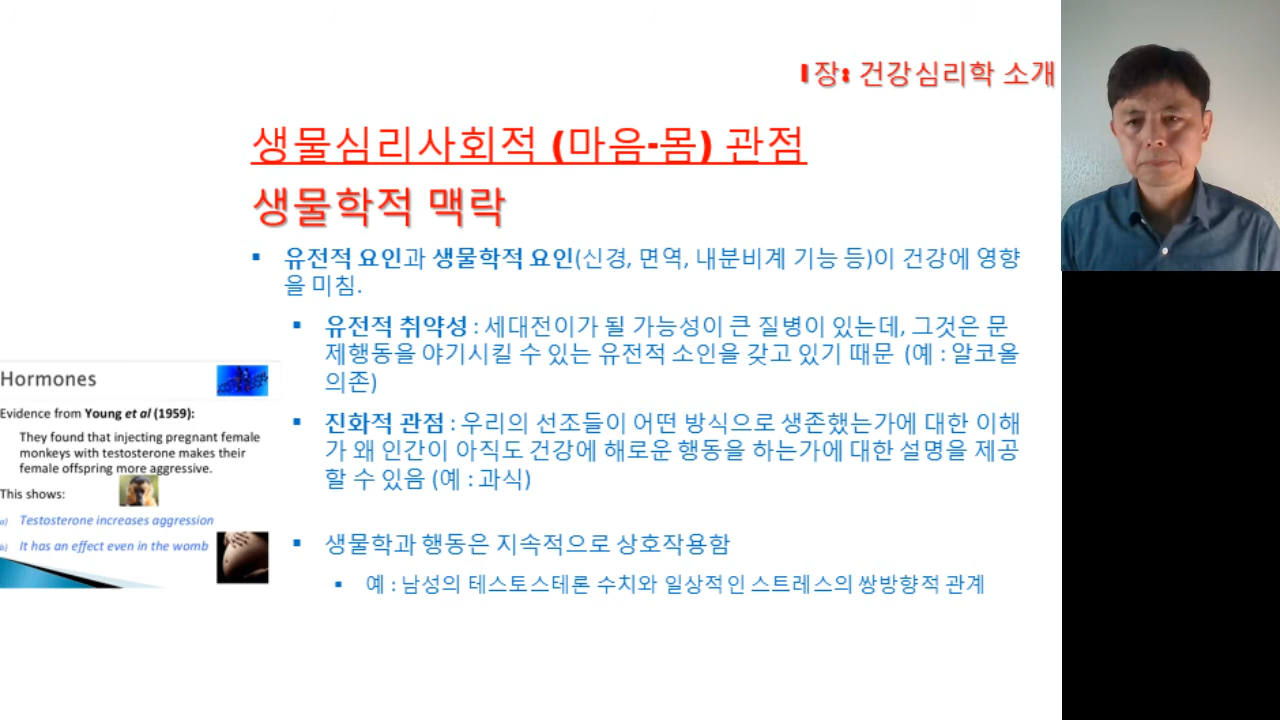 1장: 건강심리학 소개
생물심리사회적 (마음-몸) 관점
생물학적 맥락
▪ 유전적 요인과 생물학적 요인(신경, 면역, 내분비계 기능 등)이 건강에 영향
을 미침.
▪ 유전적 취약성 : 세대전이가 될 가능성이 큰 질병이 있는데, 그것은 문
제행동을 야기시킬 수 있는 유전적 소인을 갖고 있기 때문 (예 : 알코올
의존)
▪ 진화적 관점 : 우리의 선조들이 어떤 방식으로 생존했는가에 대한 이해
가 왜 인간이 아직도 건강에 해로운 행동을 하는가에 대한 설명을 제공
할 수 있음 (예 : 과식)
▪ 생물학과 행동은 지속적으로 상호작용함
▪ 예 : 남성의 테스토스테론 수치와 일상적인 스트레스의 쌍방향적 관계
Hormones
Evidence from Young et al (1959):
They found that injecting pregnant female
monkeys with testosterone makes their
female offspring more aggressive.
This shows:
a) Testosterone increases aggression
b) It has an effect even in the womb